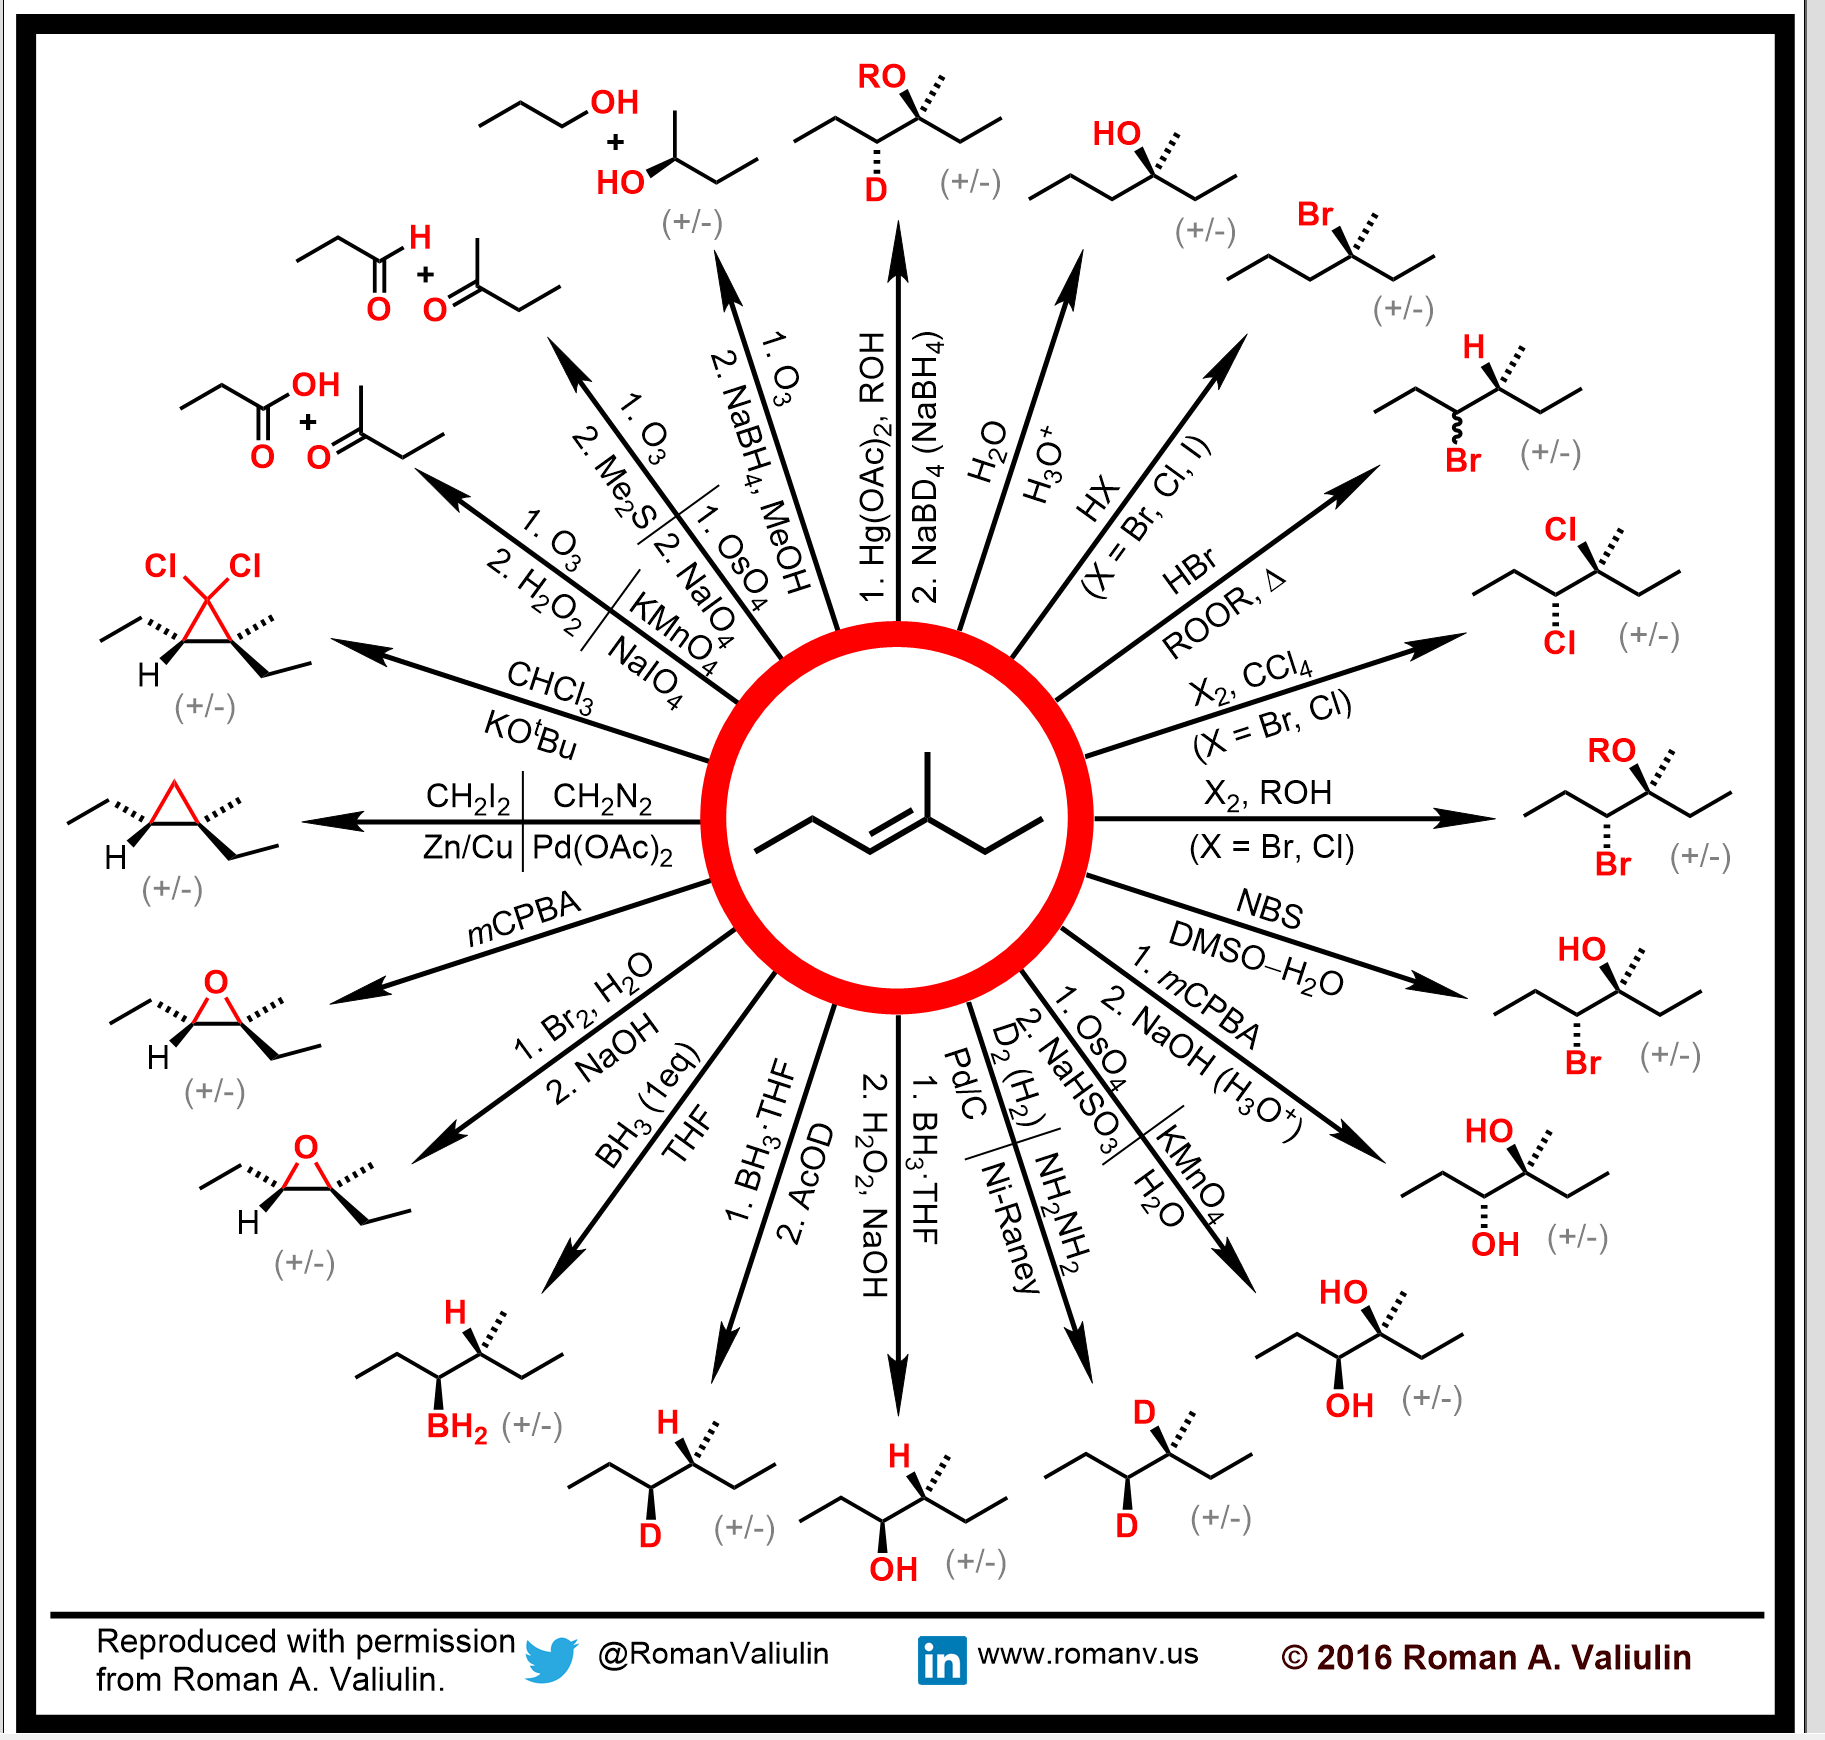 OH
+
HO
(+/-)
RO
D
(+/-)
HO
(+/-)
Br
(+/-)
H
O
+
O
OH
O
+
O
H
Br
(+/-)
Cl
Cl
(+/-)
RO
Br
(+/-)
HO
Br
(+/-)
HO
OH
(+/-)
HO
OH
(+/-)
D
D
(+/-)
H
OH
(+/-)
H
D
(+/-)
H
BH₂
(+/-)
O
H
(+/-)
O
H
(+/-)
H
(+/-)
Cl Cl
H
(+/-)
1. O₃
2. NaBH₄, MeOH
1. Hg(OAc)₂, ROH
2. NaBD₄ (NaBH₄)
H₂O
H₃O⁺
HX
(X = Br, Cl, I)
HBr
ROOR, Δ
X₂, CCl₄
(X = Br, Cl)
X₂, ROH
(X = Br, Cl)
NBS
DMSO–H₂O
1. mCPBA
2. NaOH (H₃O⁺)
1. OsO₄
2. NaHSO₃
KMnO₄
H₂O
D₂ (H₂)
Pd/C
NH₂NH₂
Ni-Raney
1. BH₃·THF
2. H₂O₂, NaOH
1. BH₃·THF
2. AcOD
BH₃ (1eq)
THF
1. Br₂, H₂O
2. NaOH
mCPBA
CH₂I₂
Zn/Cu
CH₂N₂
Pd(OAc)₂
CHCl₃
KOᵗBu
1. O₃
2. H₂O₂
KMnO₄
NaIO₄
1. O₃
2. Me₂S
1. OsO₄
2. NaIO₄
Reproduced with permission
from Roman A. Valiulin.
@RomanValiulin
in
www.romanv.us
© 2016 Roman A. Valiulin